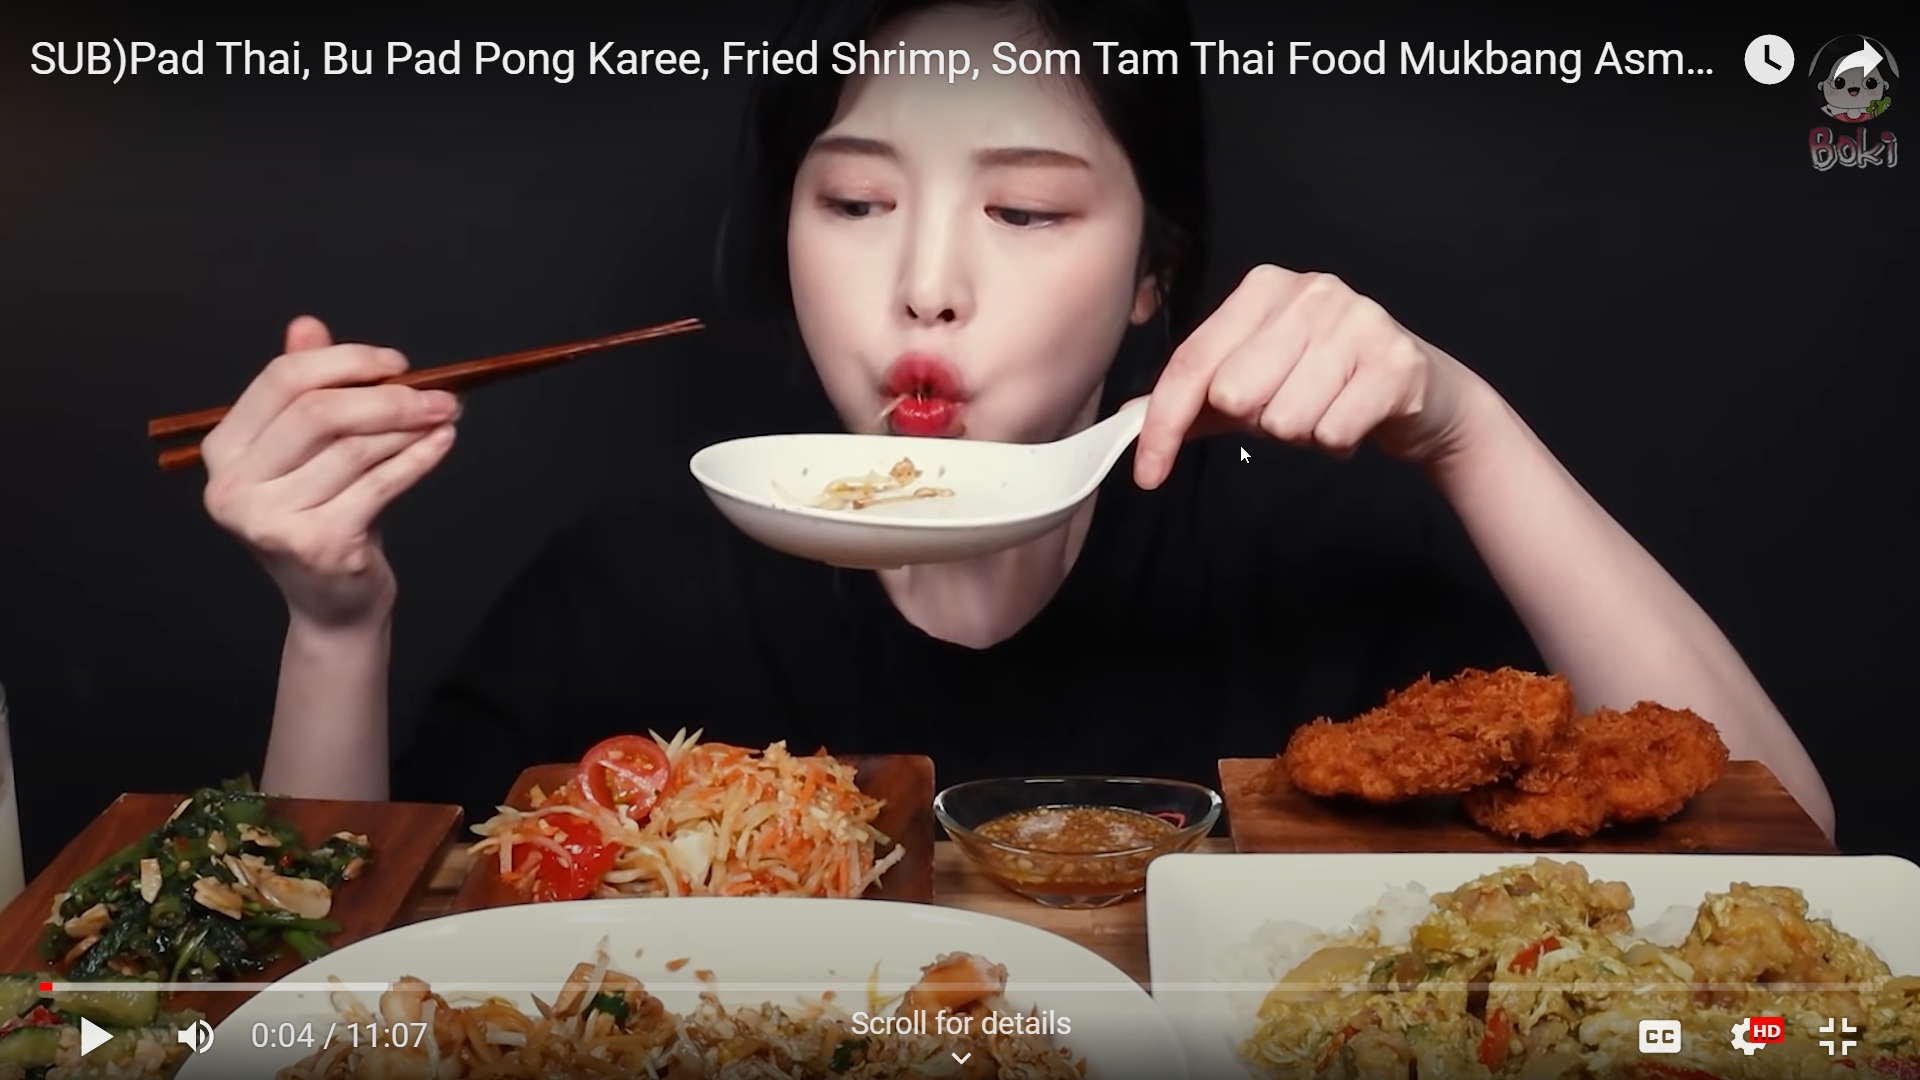 SUB)Pad Thai, Bu Pad Pong Karee, Fried Shrimp, Som Tam Thai Food Mukbang Asm...
Boki
0:04 / 11:07
Scroll for details
CC
HD